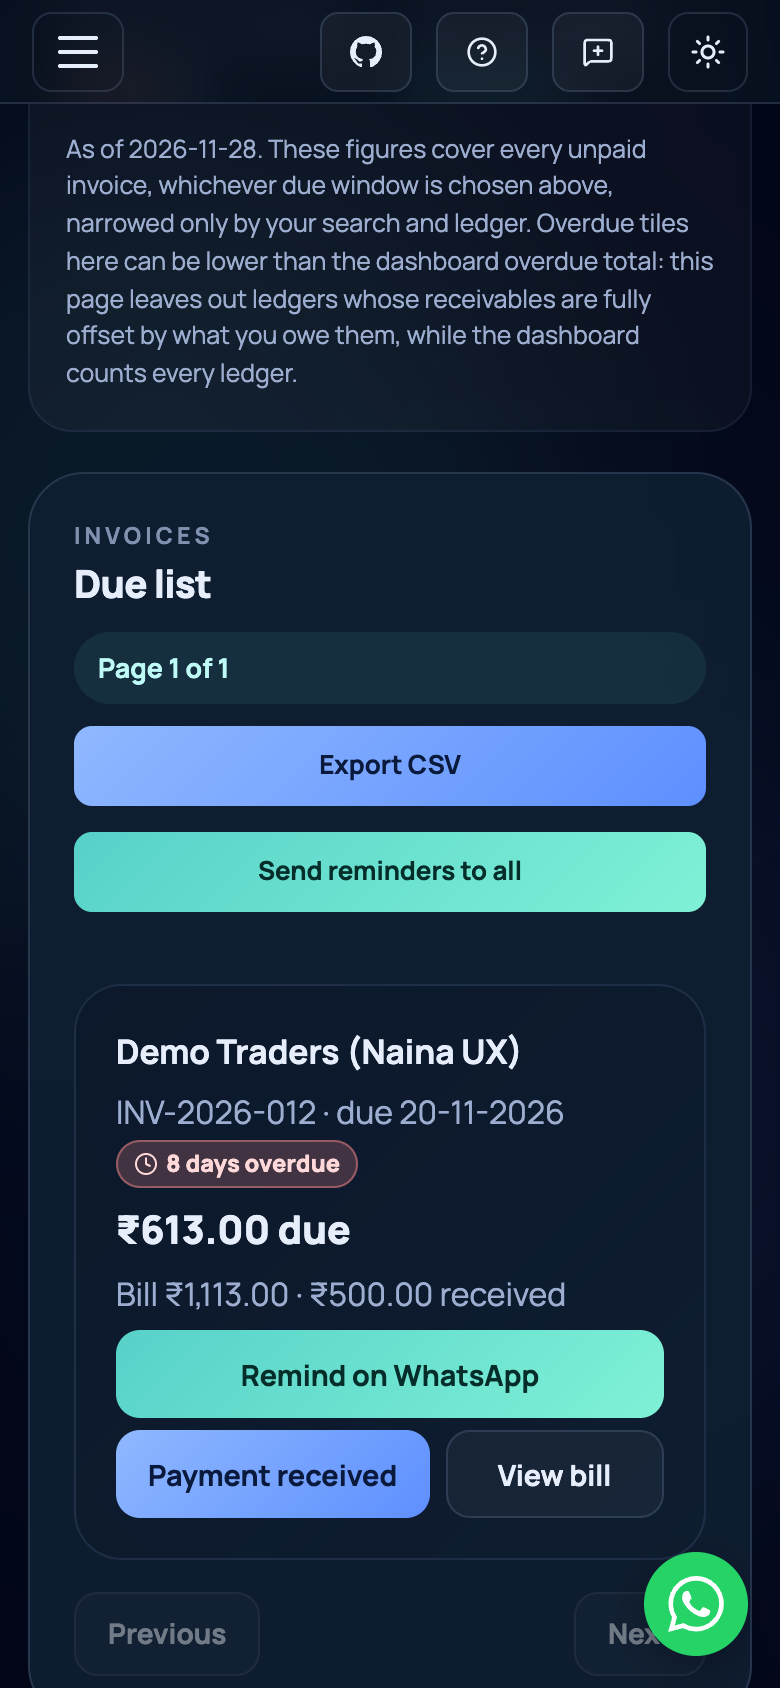 As of 2026-11-28. These figures cover every unpaid
invoice, whichever due window is chosen above,
narrowed only by your search and ledger. Overdue tiles
here can be lower than the dashboard overdue total: this
page leaves out ledgers whose receivables are fully
offset by what you owe them, while the dashboard
counts every ledger.
INVOICES
Due list
Page 1 of 1
Export CSV
Send reminders to all
Demo Traders (Naina UX)
INV-2026-012 · due 20-11-2026
8 days overdue
₹613.00 due
Bill ₹1,113.00 · ₹500.00 received
Remind on WhatsApp
Payment received View bill
Previous